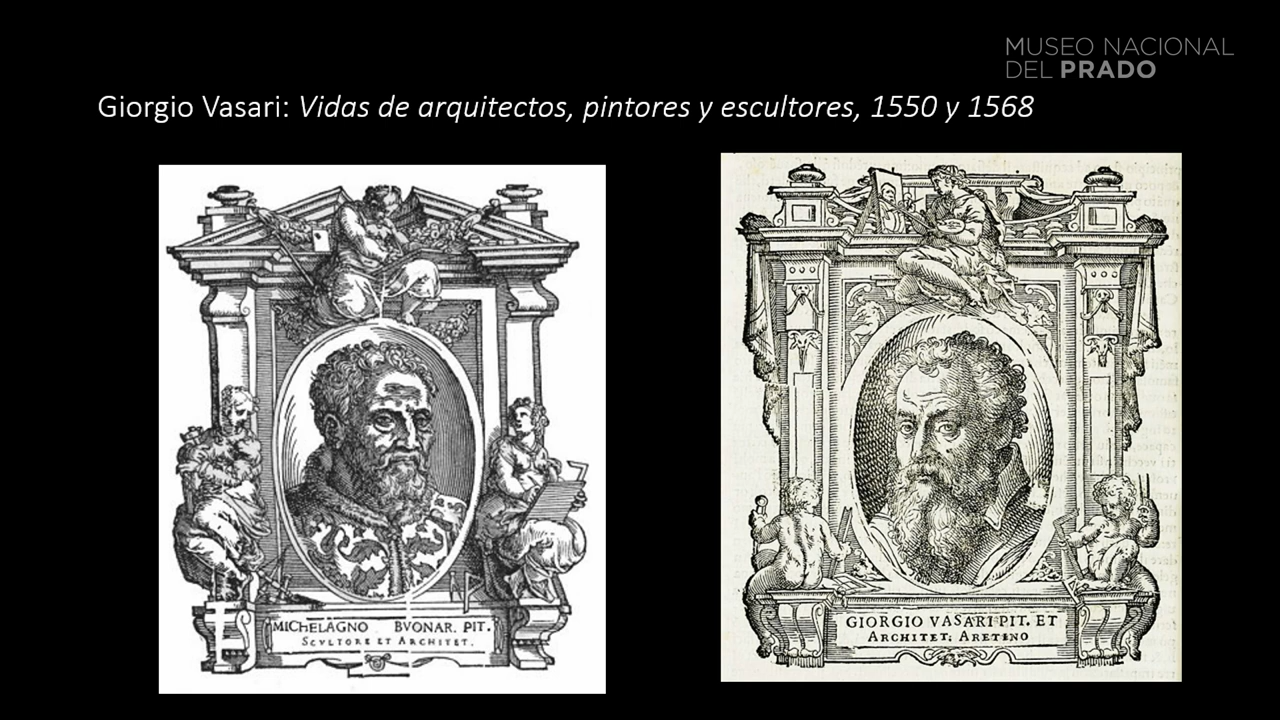 MUSEO NACIONAL
DEL PRADO
Giorgio Vasari: Vidas de arquitectos, pintores y escultores, 1550 y 1568
MICHELAGNO BVONAR. PIT.
SCVLTORE ET ARCHITET.
GIORGIO VASARI PIT. ET
ARCHITET: ARETINO